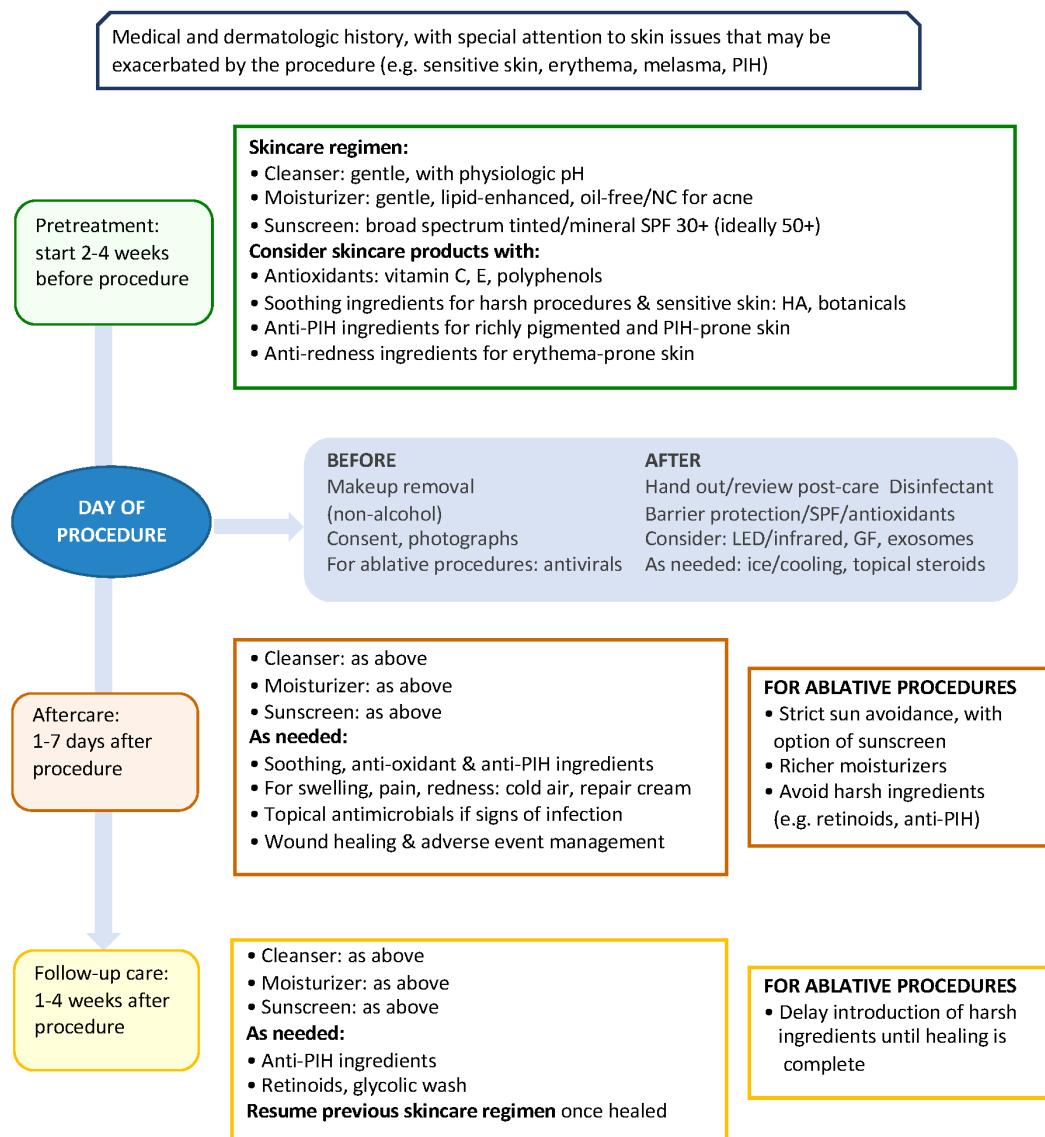 Medical and dermatologic history, with special attention to skin issues that may be
exacerbated by the procedure (e.g. sensitive skin, erythema, melasma, PIH)
Pretreatment:
start 2-4 weeks
before procedure
Skincare regimen:
• Cleanser: gentle, with physiologic pH
• Moisturizer: gentle, lipid-enhanced, oil-free/NC for acne
• Sunscreen: broad spectrum tinted/mineral SPF 30+ (ideally 50+)
Consider skincare products with:
• Antioxidants: vitamin C, E, polyphenols
• Soothing ingredients for harsh procedures & sensitive skin: HA, botanicals
• Anti-PIH ingredients for richly pigmented and PIH-prone skin
• Anti-redness ingredients for erythema-prone skin
DAY OF
PROCEDURE
BEFORE
Makeup removal
(non-alcohol)
Consent, photographs
For ablative procedures: antivirals
AFTER
Hand out/review post-care Disinfectant
Barrier protection/SPF/antioxidants
Consider: LED/infrared, GF, exosomes
As needed: ice/cooling, topical steroids
Aftercare:
1-7 days after
procedure
• Cleanser: as above
• Moisturizer: as above
• Sunscreen: as above
As needed:
• Soothing, anti-oxidant & anti-PIH ingredients
• For swelling, pain, redness: cold air, repair cream
• Topical antimicrobials if signs of infection
• Wound healing & adverse event management
FOR ABLATIVE PROCEDURES
• Strict sun avoidance, with
option of sunscreen
• Richer moisturizers
• Avoid harsh ingredients
(e.g. retinoids, anti-PIH)
Follow-up care:
1-4 weeks after
procedure
• Cleanser: as above
• Moisturizer: as above
• Sunscreen: as above
As needed:
• Anti-PIH ingredients
• Retinoids, glycolic wash
Resume previous skincare regimen once healed
FOR ABLATIVE PROCEDURES
• Delay introduction of harsh
ingredients until healing is
complete